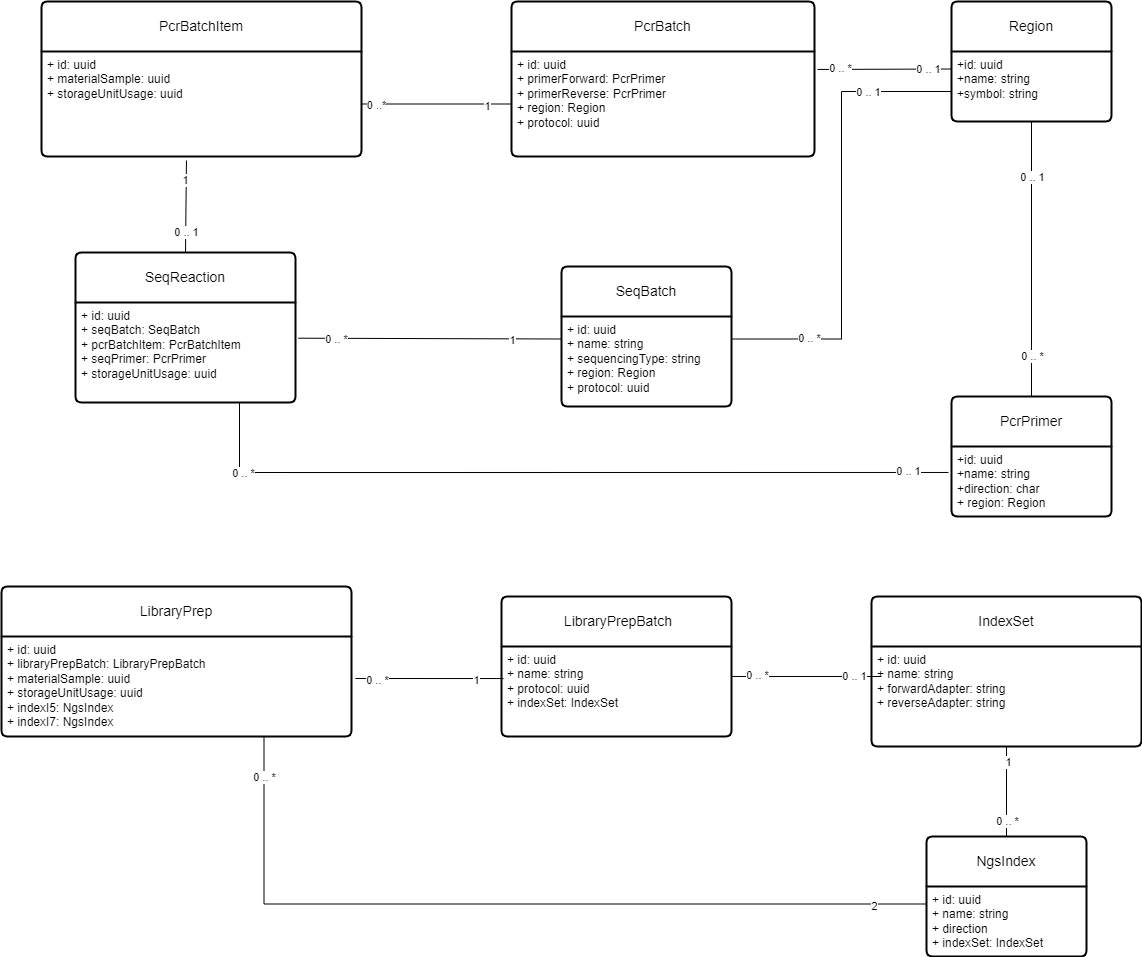 PcrBatchItem
+ id: uuid
+ materialSample: uuid
+ storageUnitUsage: uuid
0 ..*
1
PcrBatch
+ id: uuid
+ primerForward: PcrPrimer
+ primerReverse: PcrPrimer
+ region: Region
+ protocol: uuid
0 ..*
0 .. 1
0 .. 1
Region
+id: uuid
+name: string
+symbol: string
1
0 .. 1
0 .. 1
0 .. *
SeqReaction
+ id: uuid
+ seqBatch: SeqBatch
+ pcrBatchItem: PcrBatchItem
+ seqPrimer: PcrPrimer
+ storageUnitUsage: uuid
0 .. *
1
SeqBatch
+ id: uuid
+ name: string
+ sequencingType: string
+ region: Region
+ protocol: uuid
0 .. *
PcrPrimer
+id: uuid
+name: string
+direction: char
+ region: Region
0 .. *
0 .. 1
LibraryPrep
+ id: uuid
+ libraryPrepBatch: LibraryPrepBatch
+ materialSample: uuid
+ storageUnitUsage: uuid
+ indexI5: NgsIndex
+ indexI7: NgsIndex
0 .. *
1
LibraryPrepBatch
+ id: uuid
+ name: string
+ protocol: uuid
+ indexSet: IndexSet
0 .. *
0 .. 1
IndexSet
+ id: uuid
+ name: string
+ forwardAdapter: string
+ reverseAdapter: string
1
0 .. *
0 .. *
2
NgsIndex
+ id: uuid
+ name: string
+ direction
+ indexSet: IndexSet